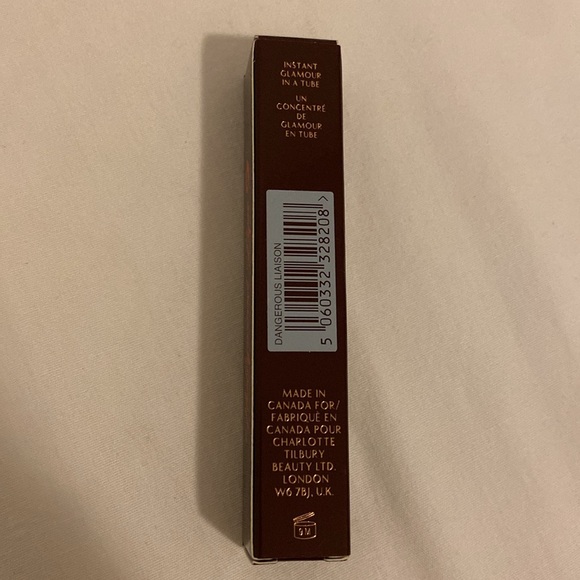 INSTANT
GLAMOUR
IN A TUBE
UN
CONCENTRÉ
DE
GLAMOUR
EN TUBE
DANGEROUS LIAISON
5 060332 328208 >
MADE IN
CANADA FOR/
FABRIQUÉ EN
CANADA POUR
CHARLOTTE
TILBURY
BEAUTY LTD.
LONDON
W6 7BJ, U.K.
9M